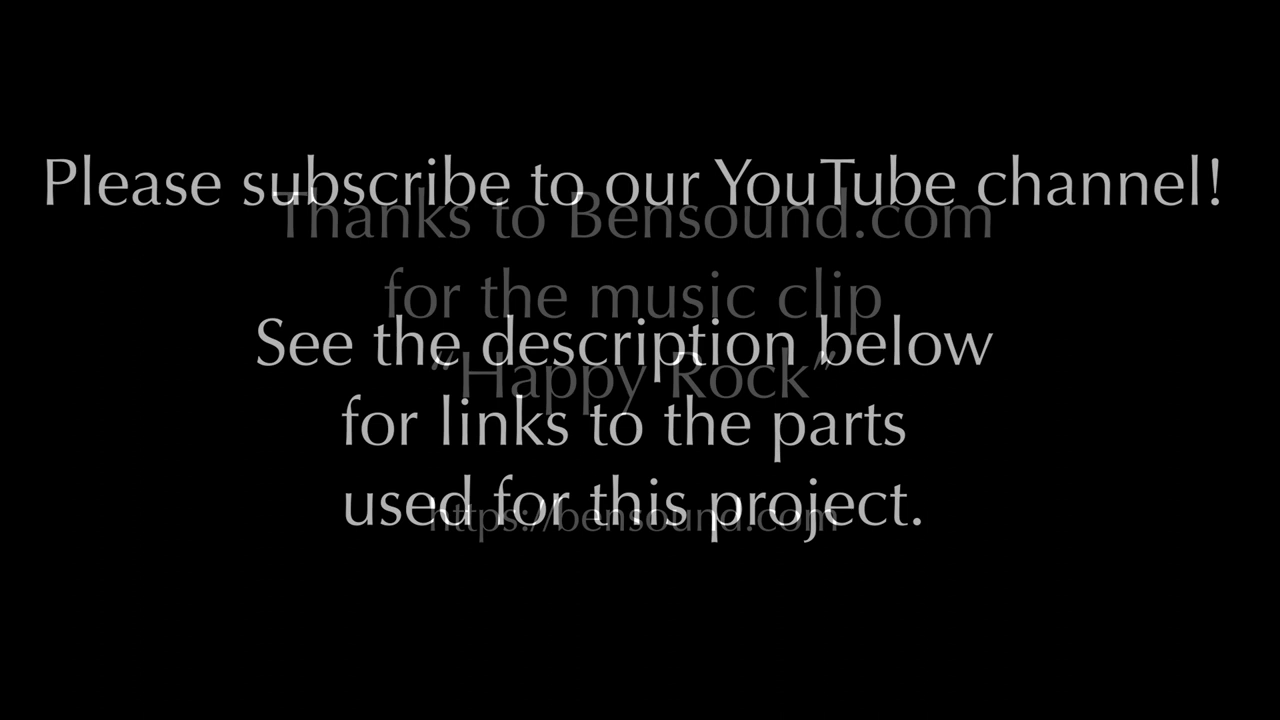 Please subscribe to our YouTube channel!
Thanks to Bensound.com
for the music clip
See the description below
“Happy Rock”
for links to the parts
used for this project.
https://bensound.com